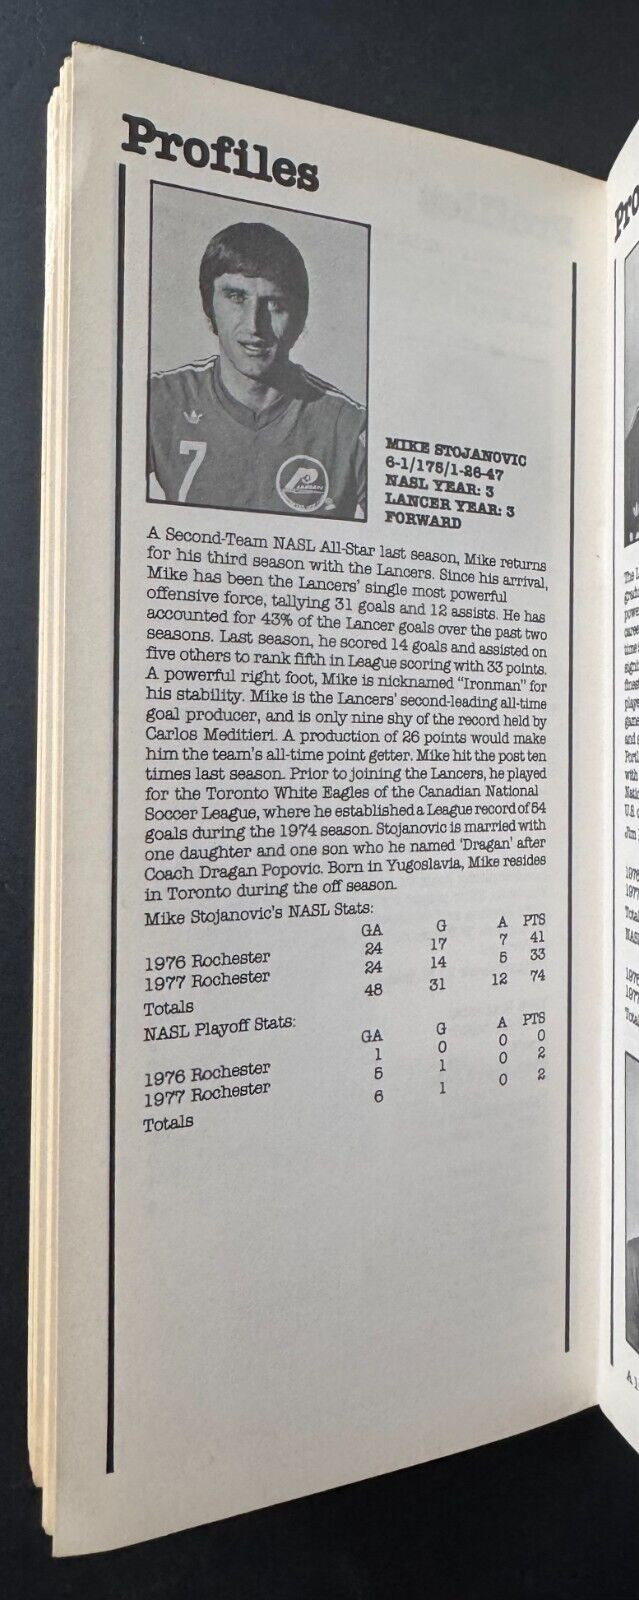 Profiles
7
LANCERS
MIKE STOJANOVIC
6-1/175/1-26-47
NASL YEAR: 3
LANCER YEAR: 3
FORWARD
A Second-Team NASL All-Star last season, Mike returns
for his third season with the Lancers. Since his arrival,
Mike has been the Lancers' single most powerful
offensive force, tallying 31 goals and 12 assists. He has
accounted for 43% of the Lancer goals over the past two
seasons. Last season, he scored 14 goals and assisted on
five others to rank fifth in League scoring with 33 points.
A powerful right foot, Mike is nicknamed "Ironman" for
his stability. Mike is the Lancers' second-leading all-time
goal producer, and is only nine shy of the record held by
Carlos Meditieri. A production of 26 points would make
him the team's all-time point getter. Mike hit the post ten
times last season. Prior to joining the Lancers, he played
for the Toronto White Eagles of the Canadian National
Soccer League, where he established a League record of 54
goals during the 1974 season. Stojanovic is married with
one daughter and one son who he named 'Dragan' after
Coach Dragan Popovic. Born in Yugoslavia, Mike resides
in Toronto during the off season.
Mike Stojanovic's NASL Stats:
GA G A PTS
1976 Rochester 24 17 7 41
1977 Rochester 24 14 5 33
Totals 48 31 12 74
NASL Playoff Stats:
GA G A PTS
1976 Rochester 1 0 0 0
1977 Rochester 5 1 0 2
Totals 6 1 0 2